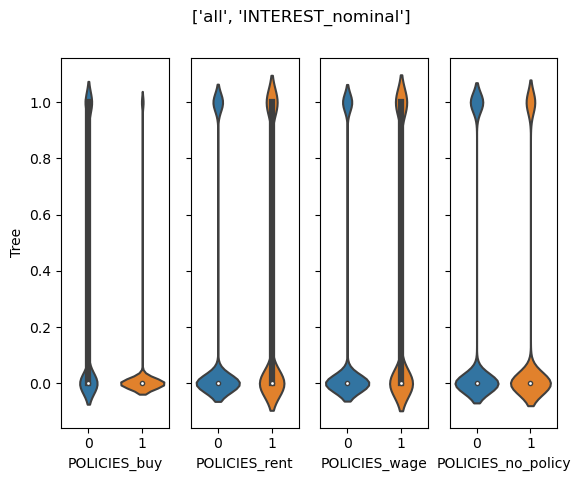 ['all', 'INTEREST_nominal']
Tree
1.0
0.8
0.6
0.4
0.2
0.0
0 1
POLICIES_buy
0 1
POLICIES_rent
0 1
POLICIES_wage
0 1
POLICIES_no_policy